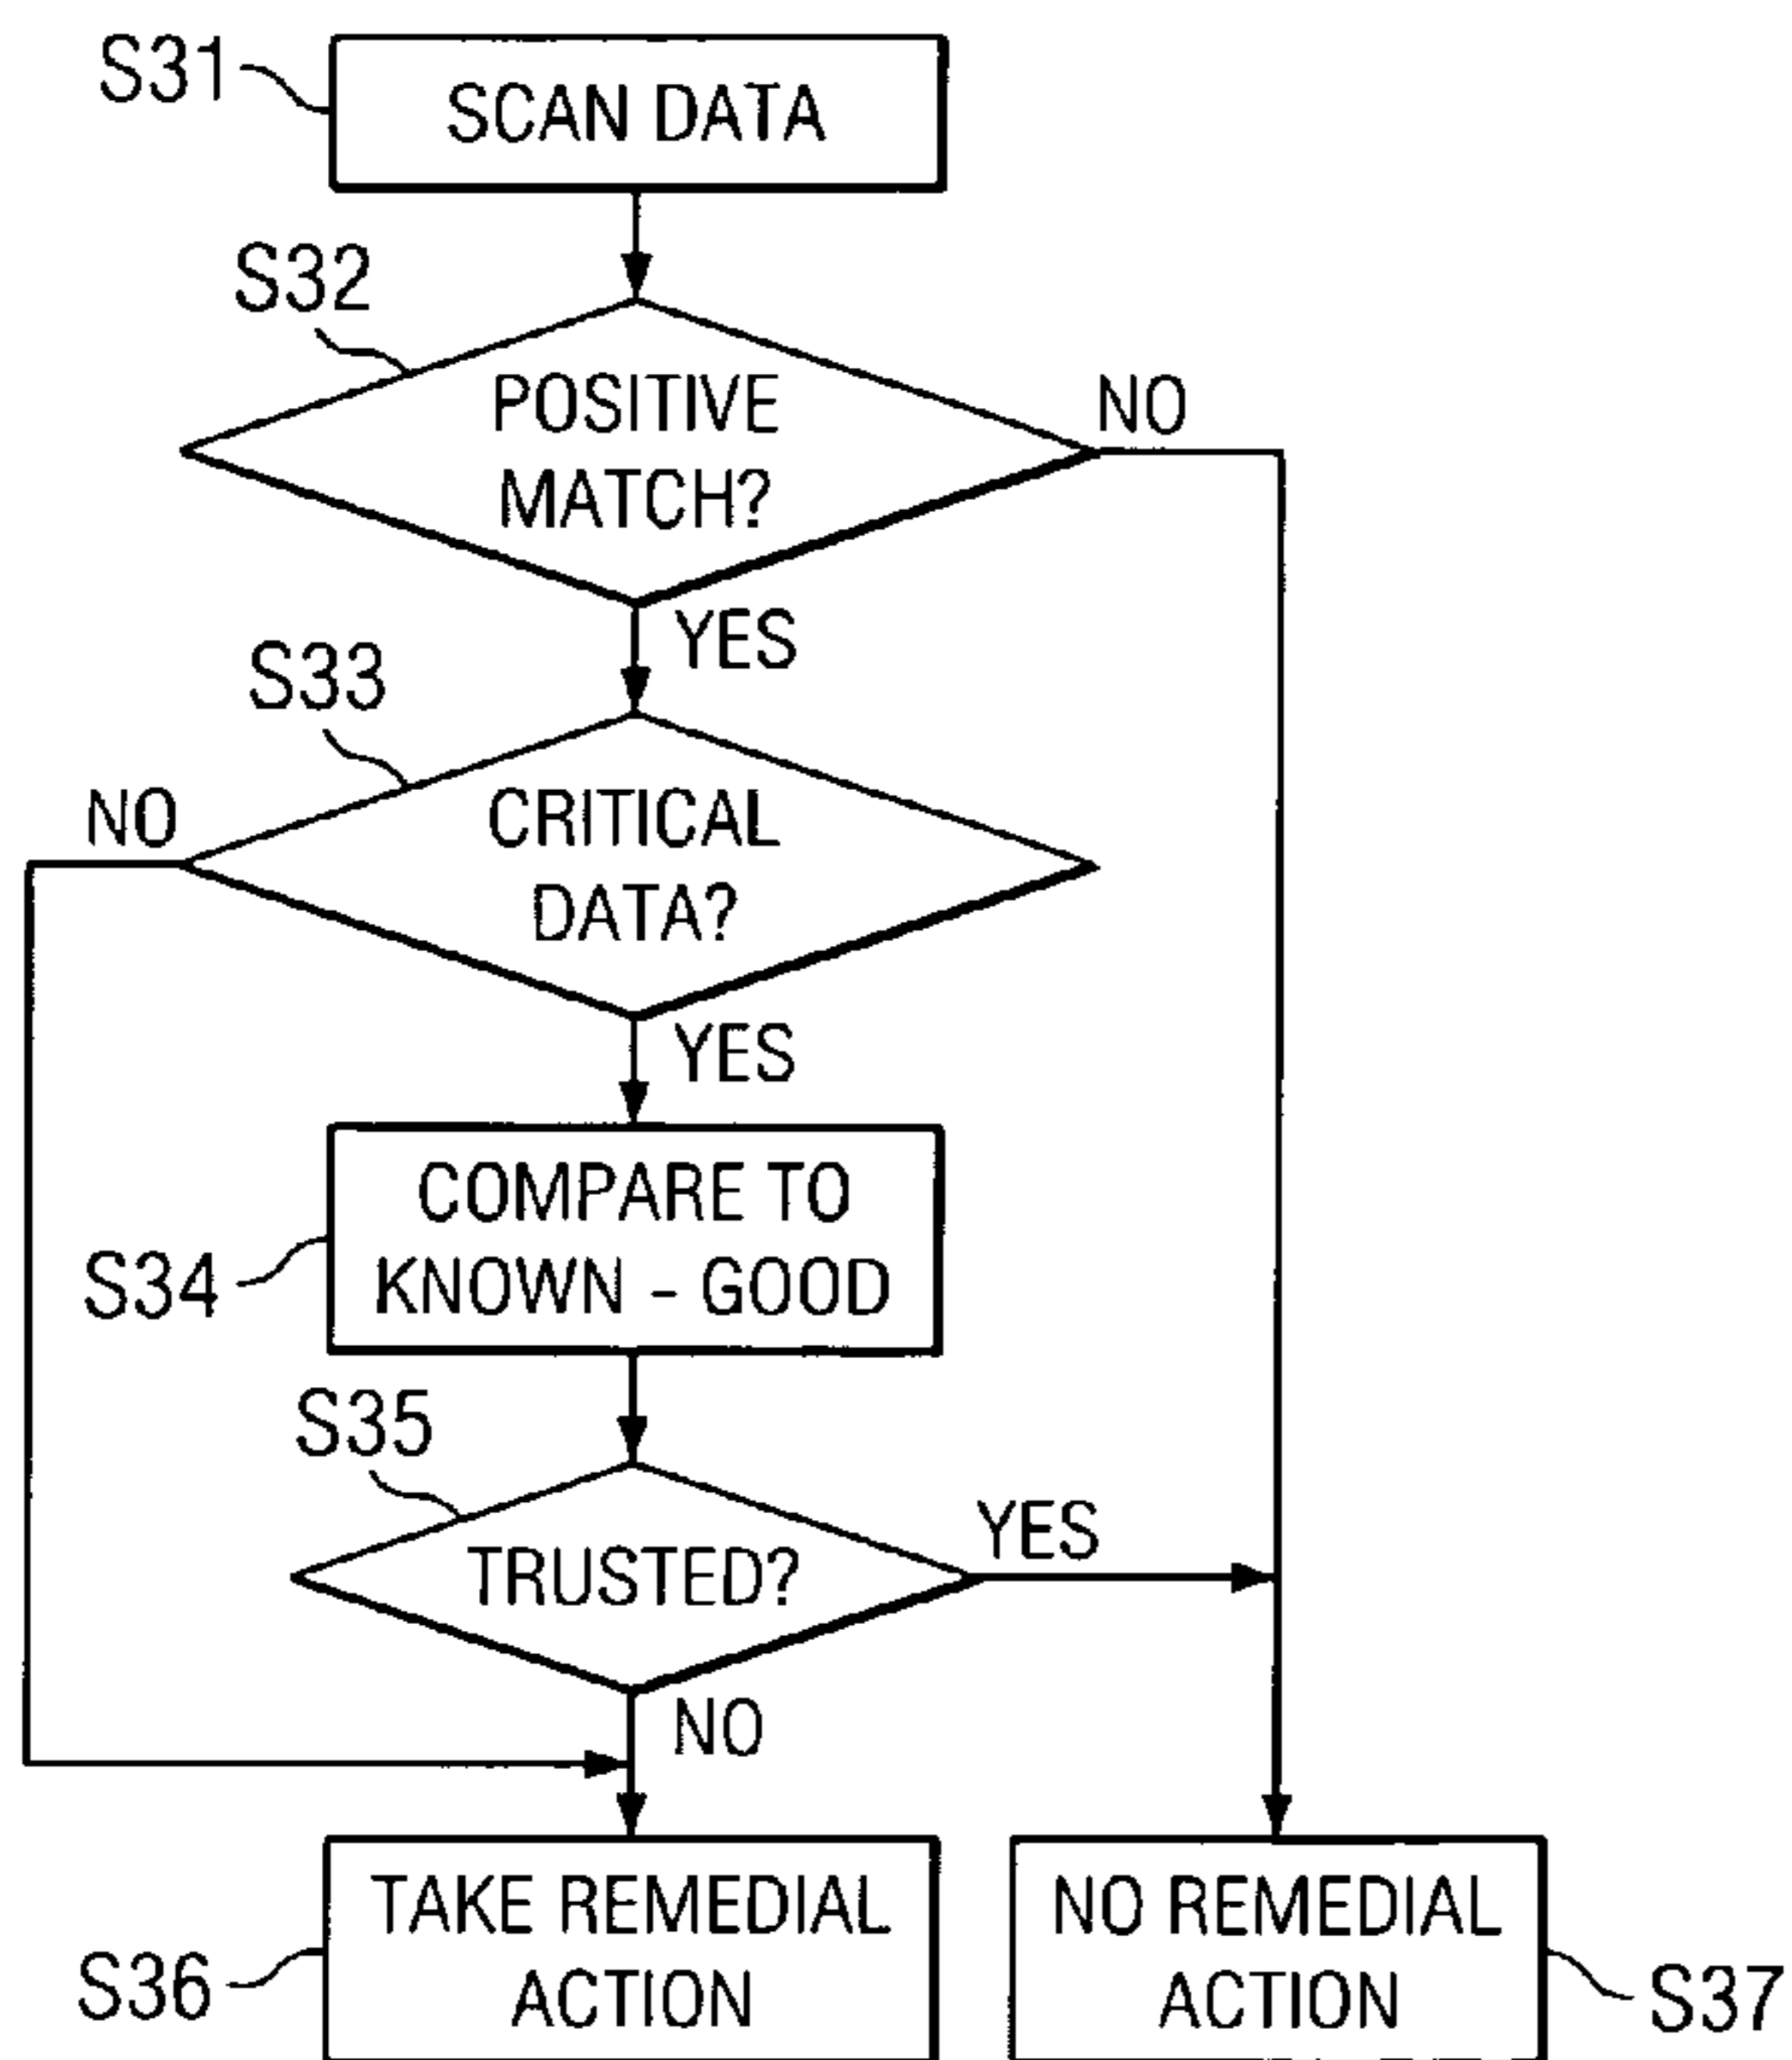 S31
SCAN DATA
S32
POSITIVE
MATCH?
NO
YES
S33
NO
CRITICAL
DATA?
YES
COMPARE TO
KNOWN - GOOD
S34
S35
TRUSTED?
YES
NO
TAKE REMEDIAL
ACTION
S36
NO REMEDIAL
ACTION
S37